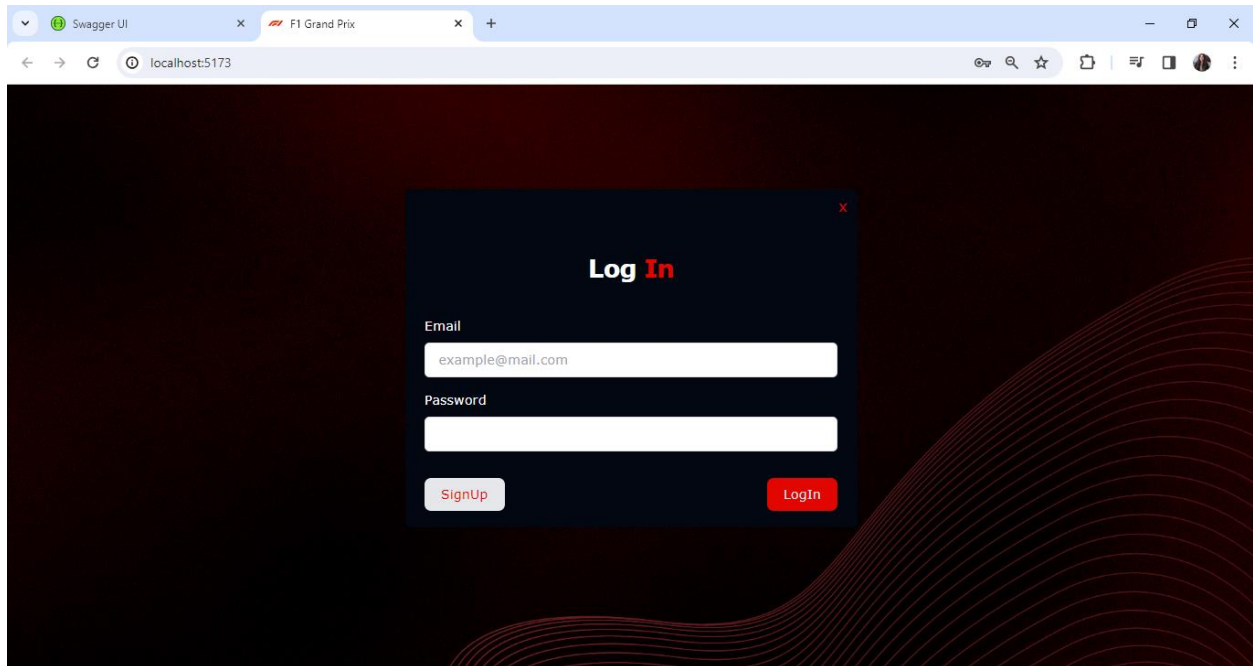 Swagger UI
F1 Grand Prix
localhost:5173
x
Log In
Email
example@mail.com
Password
SignUp
LogIn